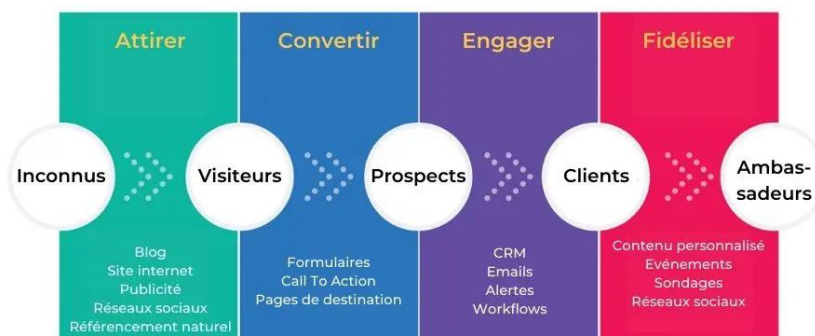 Attirer
Convertir
Engager
Fidéliser
Inconnus
Visiteurs
Prospects
Clients
Ambas-
sadeurs
Blog
Site internet
Publicité
Réseaux sociaux
Référencement naturel
Formulaires
Call To Action
Pages de destination
CRM
Emails
Alertes
Workflows
Contenu personnalisé
Evénements
Sondages
Réseaux sociaux